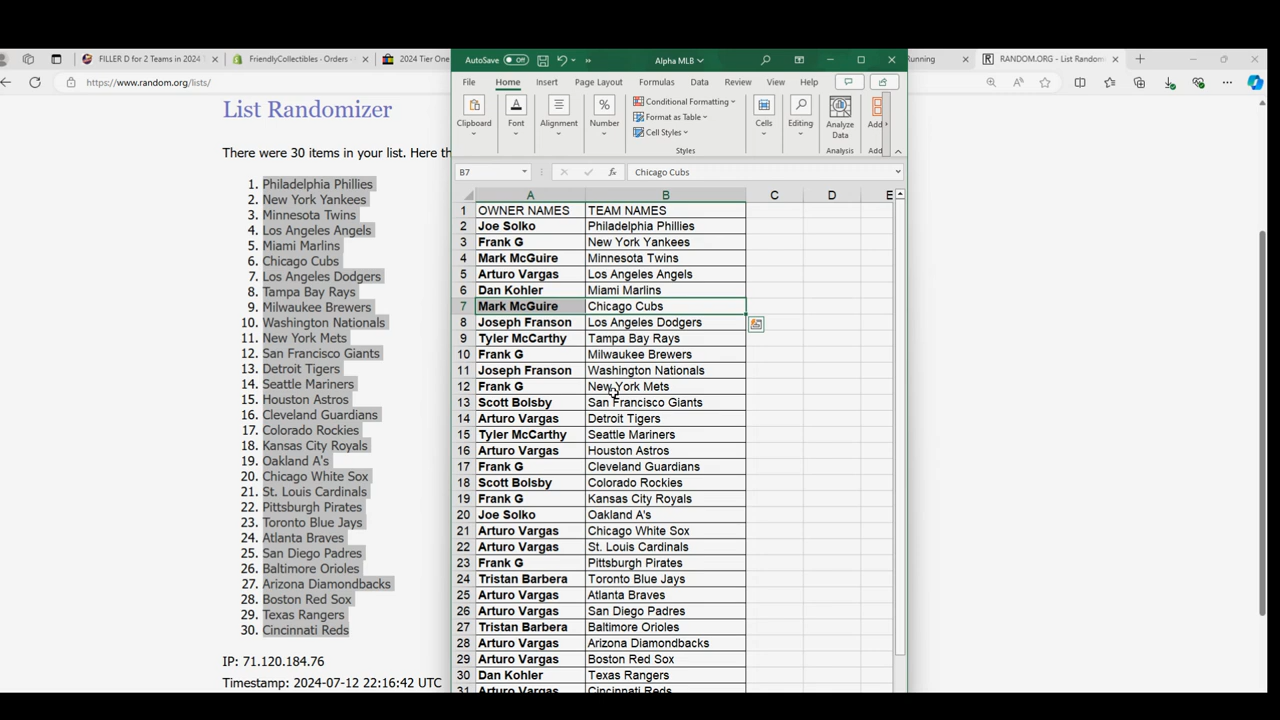 FILLER D for 2 Teams in 2024
FriendlyCollectibles - Orders
2024 Tier One
Running
RANDOM.ORG - List Random
https://www.random.org/lists/
List Randomizer
There were 30 items in your list. Here th
1. Philadelphia Phillies
2. New York Yankees
3. Minnesota Twins
4. Los Angeles Angels
5. Miami Marlins
6. Chicago Cubs
7. Los Angeles Dodgers
8. Tampa Bay Rays
9. Milwaukee Brewers
10. Washington Nationals
11. New York Mets
12. San Francisco Giants
13. Detroit Tigers
14. Seattle Mariners
15. Houston Astros
16. Cleveland Guardians
17. Colorado Rockies
18. Kansas City Royals
19. Oakland A's
20. Chicago White Sox
21. St. Louis Cardinals
22. Pittsburgh Pirates
23. Toronto Blue Jays
24. Atlanta Braves
25. San Diego Padres
26. Baltimore Orioles
27. Arizona Diamondbacks
28. Boston Red Sox
29. Texas Rangers
30. Cincinnati Reds
IP: 71.120.184.76
Timestamp: 2024-07-12 22:16:42 UTC
AutoSave Off Alpha MLB
File Home Insert Page Layout Formulas Data Review View Help
Clipboard Font Alignment Number
Conditional Formatting
Format as Table
Cell Styles
Styles
Cells Editing
Analyze Data
Analysis
Add-
Add-
B7 fx Chicago Cubs
A B C D E
1 OWNER NAMES TEAM NAMES
2 Joe Solko Philadelphia Phillies
3 Frank G New York Yankees
4 Mark McGuire Minnesota Twins
5 Arturo Vargas Los Angeles Angels
6 Dan Kohler Miami Marlins
7 Mark McGuire Chicago Cubs
8 Joseph Franson Los Angeles Dodgers
9 Tyler McCarthy Tampa Bay Rays
10 Frank G Milwaukee Brewers
11 Joseph Franson Washington Nationals
12 Frank G New York Mets
13 Scott Bolsby San Francisco Giants
14 Arturo Vargas Detroit Tigers
15 Tyler McCarthy Seattle Mariners
16 Arturo Vargas Houston Astros
17 Frank G Cleveland Guardians
18 Scott Bolsby Colorado Rockies
19 Frank G Kansas City Royals
20 Joe Solko Oakland A's
21 Arturo Vargas Chicago White Sox
22 Arturo Vargas St. Louis Cardinals
23 Frank G Pittsburgh Pirates
24 Tristan Barbera Toronto Blue Jays
25 Arturo Vargas Atlanta Braves
26 Arturo Vargas San Diego Padres
27 Tristan Barbera Baltimore Orioles
28 Arturo Vargas Arizona Diamondbacks
29 Arturo Vargas Boston Red Sox
30 Dan Kohler Texas Rangers
31 Arturo Vargas Cincinnati Reds